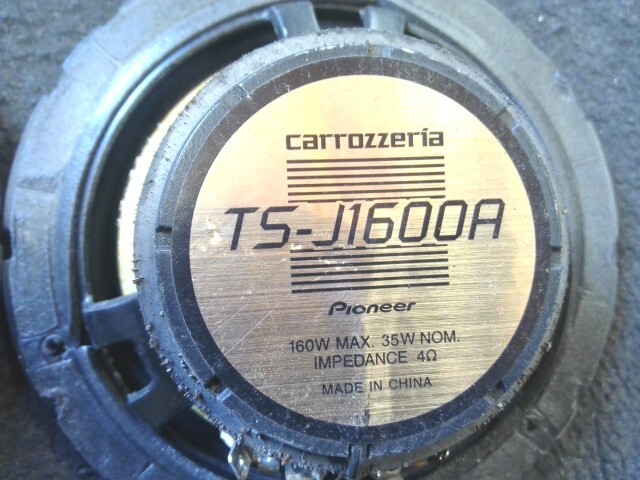 carrozzeria
TS-J1600A
Pioneer
160W MAX. 35W NOM.
IMPEDANCE 4Ω
MADE IN CHINA